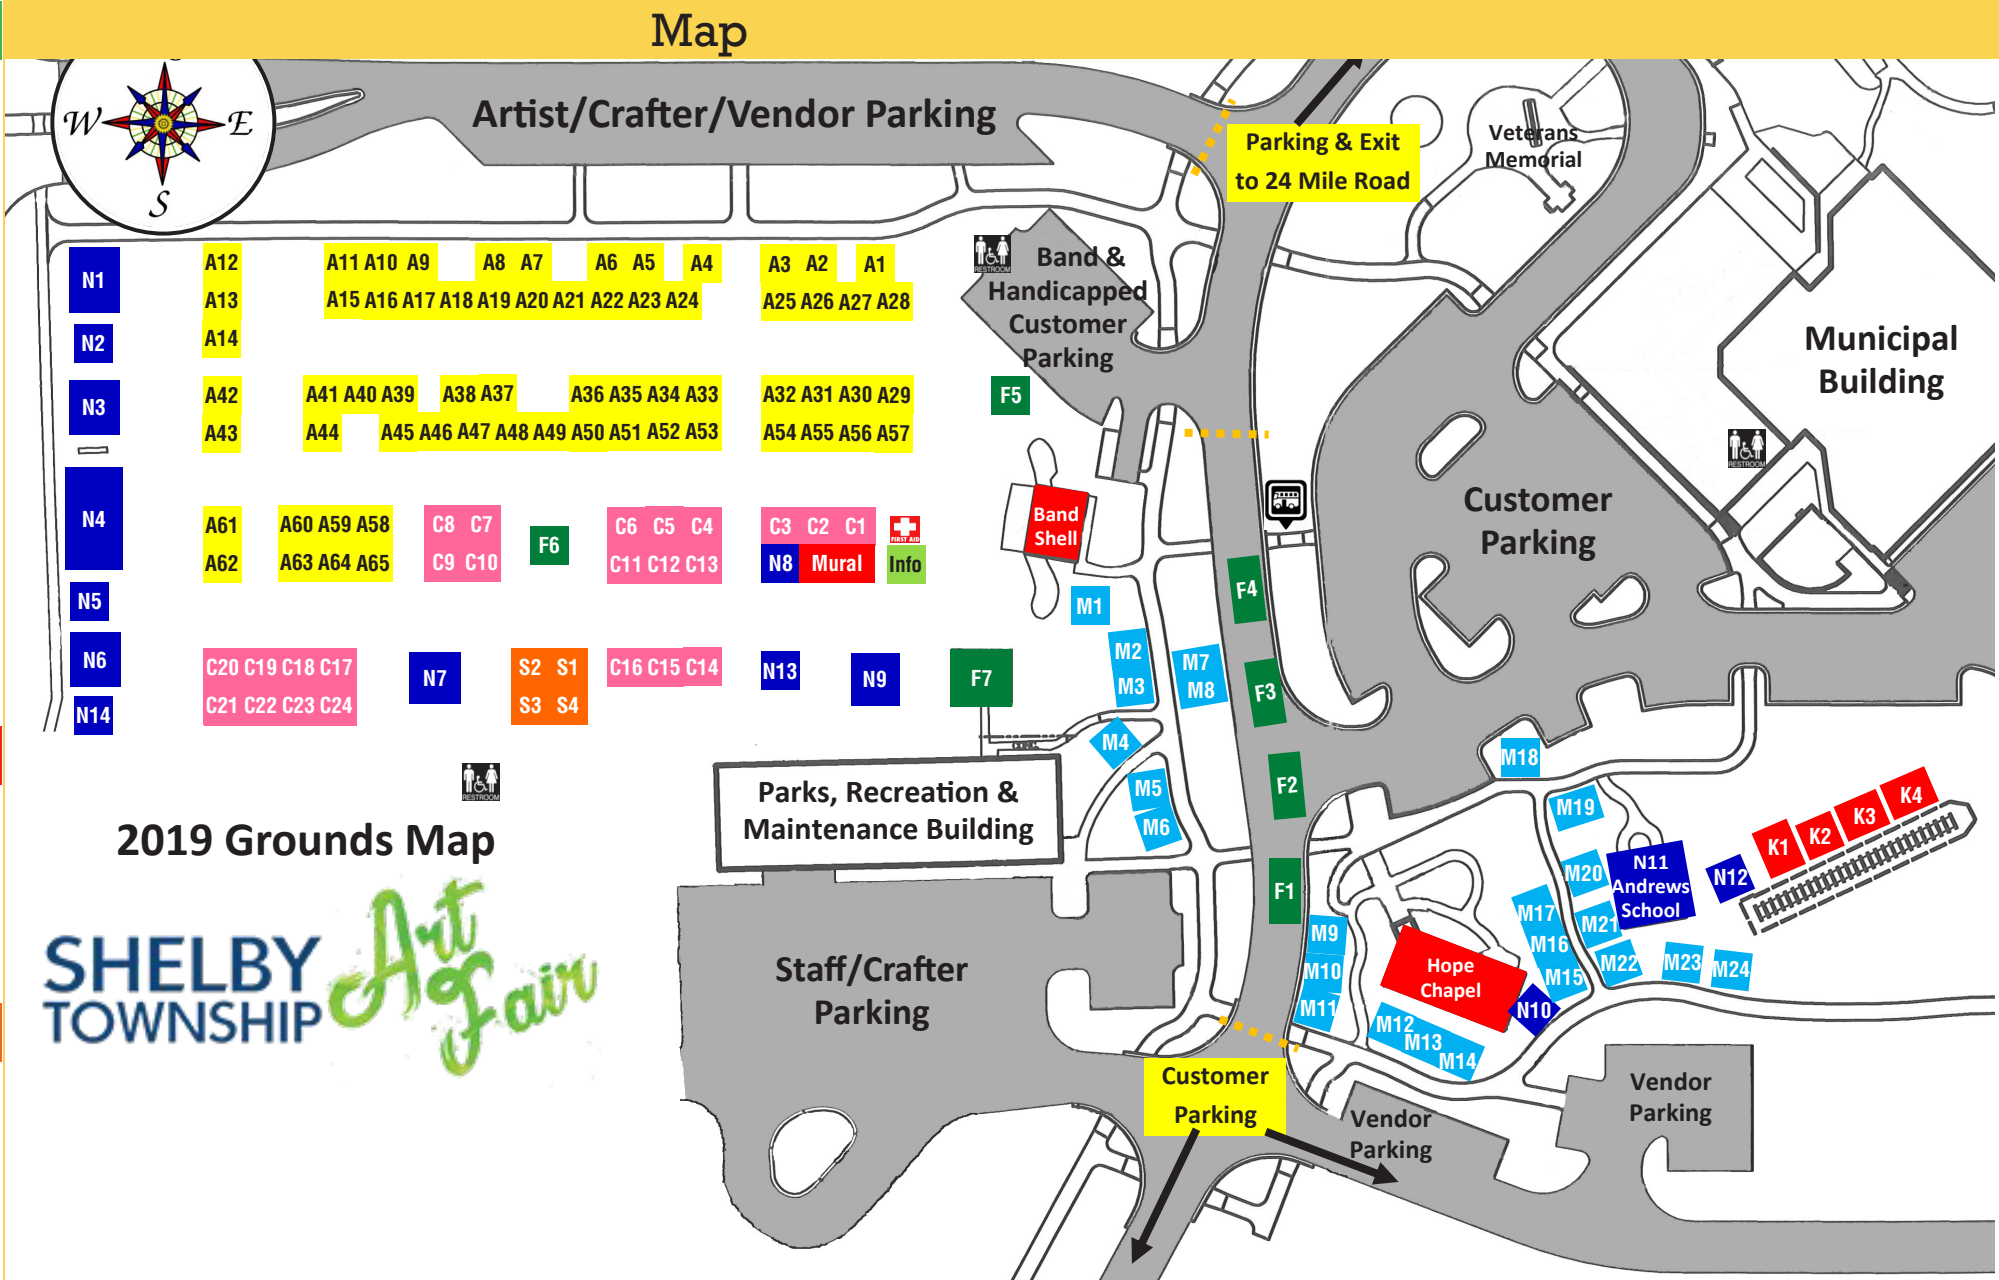 Map
W
E
S
Artist/Crafter/Vendor Parking
Parking & Exit
to 24 Mile Road
Veterans
Memorial
RESTROOM
Band &
Handicapped
Customer
Parking
Municipal
Building
N1
N2
N3
N4
N5
N6
N14
A12
A13
A14
A11 A10 A9
A8 A7
A6 A5
A4
A3 A2
A1
A15 A16 A17 A18 A19 A20 A21 A22 A23 A24
A25 A26 A27 A28
A42
A43
A41 A40 A39
A38 A37
A36 A35 A34 A33
A32 A31 A30 A29
A44
A45 A46 A47 A48 A49 A50 A51 A52 A53
A54 A55 A56 A57
F5
RESTROOM
Customer
Parking
Band
Shell
A61
A62
A60 A59 A58
A63 A64 A65
C8 C7
C9 C10
F6
C6 C5 C4
C11 C12 C13
C3 C2 C1
N8
Mural
FIRST AID
Info
F4
M1
M2
M3
M7
M8
F3
C20 C19 C18 C17
C21 C22 C23 C24
N7
S2 S1
S3 S4
C16 C15 C14
N13
N9
F7
CONC.
M4
M5
M6
F2
M18
M19
RESTROOM
Parks, Recreation &
Maintenance Building
K1
K2
K3
K4
2019 Grounds Map
SHELBY
TOWNSHIP
Art
Fair
F1
M20
N11
Andrews
School
N12
M17
M16
M15
M21
M22
M23
M24
M9
M10
M11
Hope
Chapel
N10
M12
M13
M14
Staff/Crafter
Parking
Customer
Parking
Vendor
Parking
Vendor
Parking